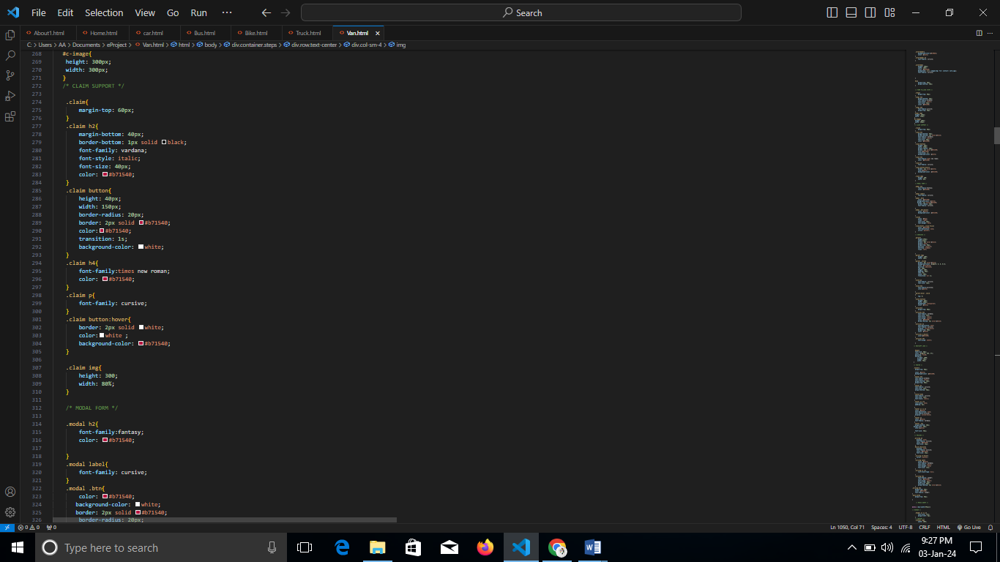 File Edit Selection View Go Run ··· Search
About1.html Home.html car.html Bus.html Bike.html Truck.html Van.html
C: > Users > AA > Documents > eProject > Van.html > html > body > div.container.steps > div.row.text-center > div.col-sm-4 > img
268 #c-image{
269 height: 300px;
270 width: 300px;
271 }
272 /* CLAIM SUPPORT */
273
274 .claim{
275 margin-top: 60px;
276 }
277 .claim h2{
278 margin-bottom: 40px;
279 border-bottom: 1px solid black;
280 font-family: vardana;
281 font-style: italic;
282 font-size: 40px;
283 color: #b71540;
284 }
285 .claim button{
286 height: 40px;
287 width: 150px;
288 border-radius: 20px;
289 border: 2px solid #b71540;
290 color: #b71540;
291 transition: 1s;
292 background-color: white;
293 }
294 .claim h4{
295 font-family:times new roman;
296 color: #b71540;
297 }
298 .claim p{
299 font-family: cursive;
300 }
301 .claim button:hover{
302 border: 2px solid white;
303 color: white ;
304 background-color: #b71540;
305 }
306
307 .claim img{
308 height: 300;
309 width: 80%;
310 }
311
312 /* MODAL FORM */
313
314 .modal h2{
315 font-family:fantasy;
316 color: #b71540;
317
318 }
319 .modal label{
320 font-family: cursive;
321 }
322 .modal .btn{
323 color: #b71540;
324 background-color: white;
325 border: 2px solid #b71540;
326 border-radius: 20px;
0 0 0 Ln 1050, Col 71 Spaces: 4 UTF-8 CRLF HTML Go Live
Type here to search
9:27 PM
03-Jan-24